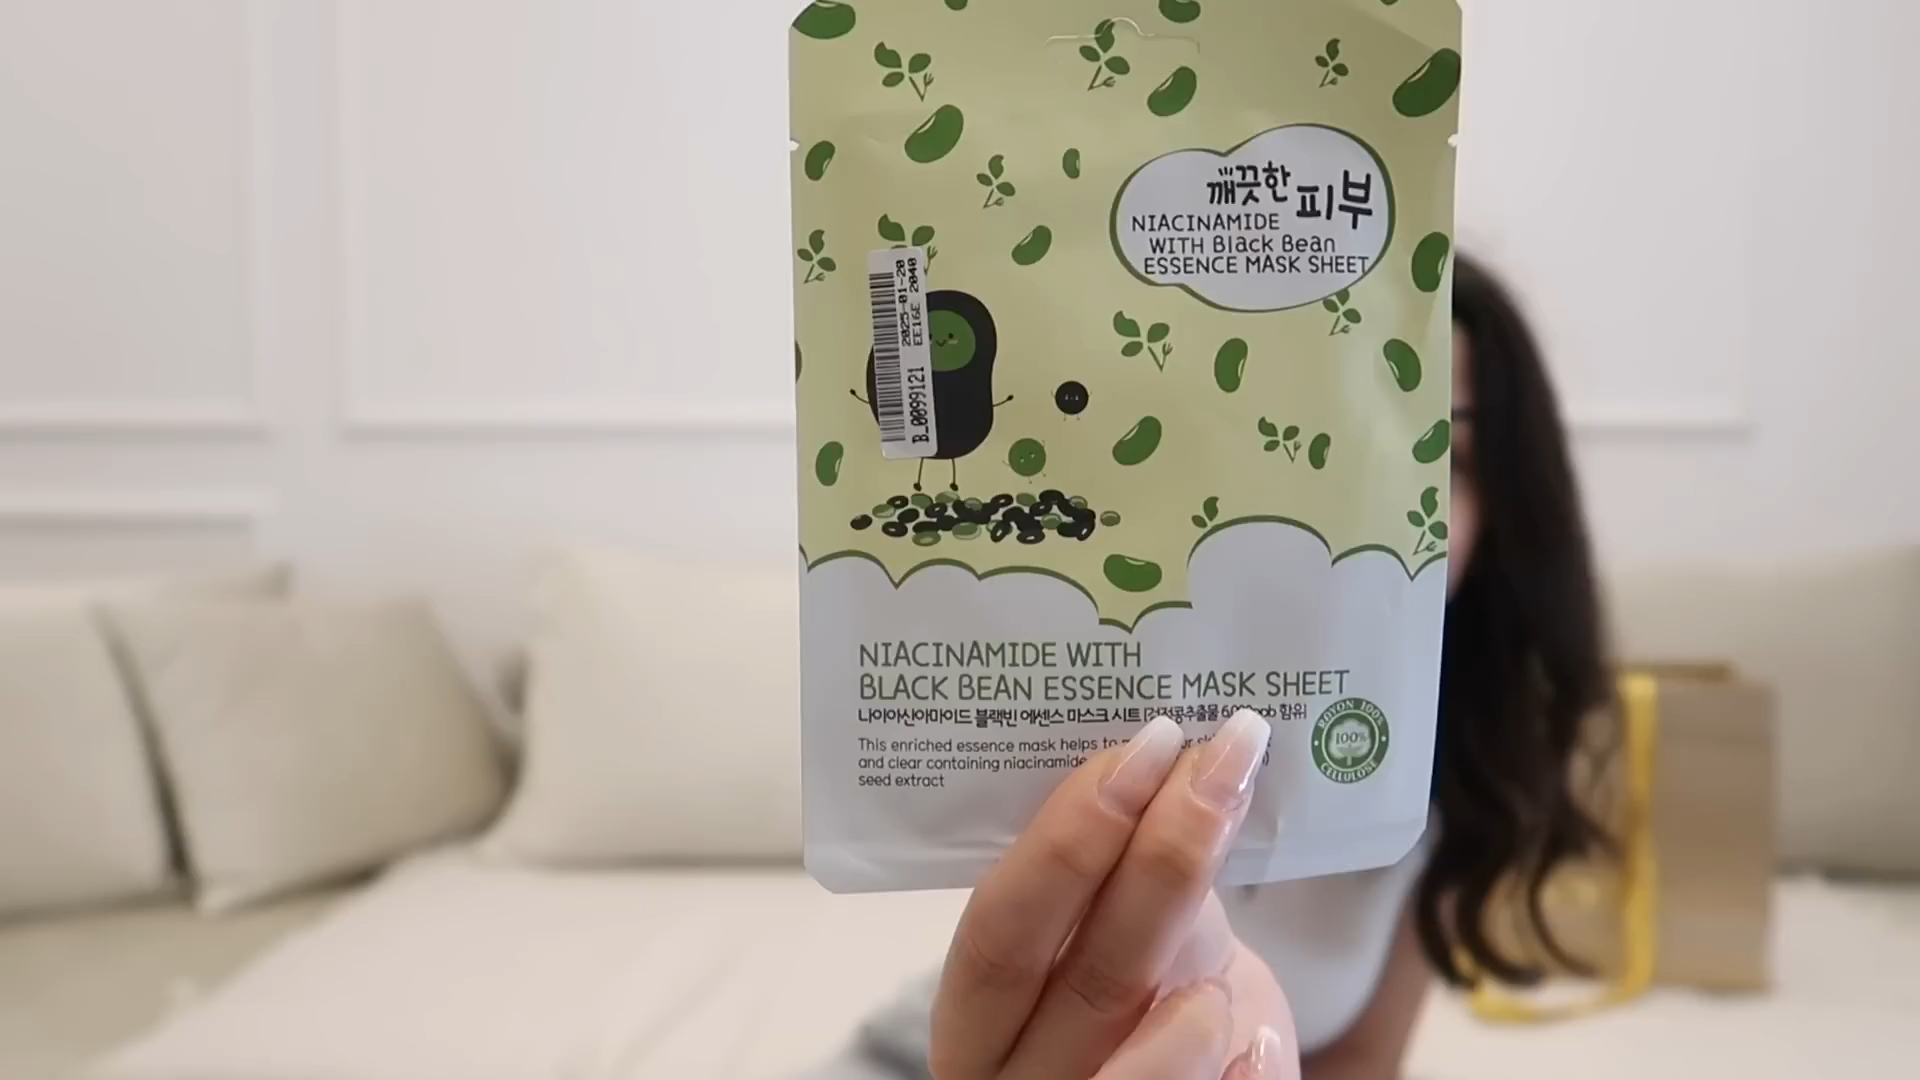 깨끗한 피부
NIACINAMIDE
WITH Black Bean
ESSENCE MASK SHEET
2025-01-20
EE16E 2040
B_0099121
NIACINAMIDE WITH
BLACK BEAN ESSENCE MASK SHEET
나이아신아마이드 블랙빈 에센스 마스크 시트 함유]
This enriched essence mask helps to
and clear containing niacinamide
seed extract
100%
CELLULOSE